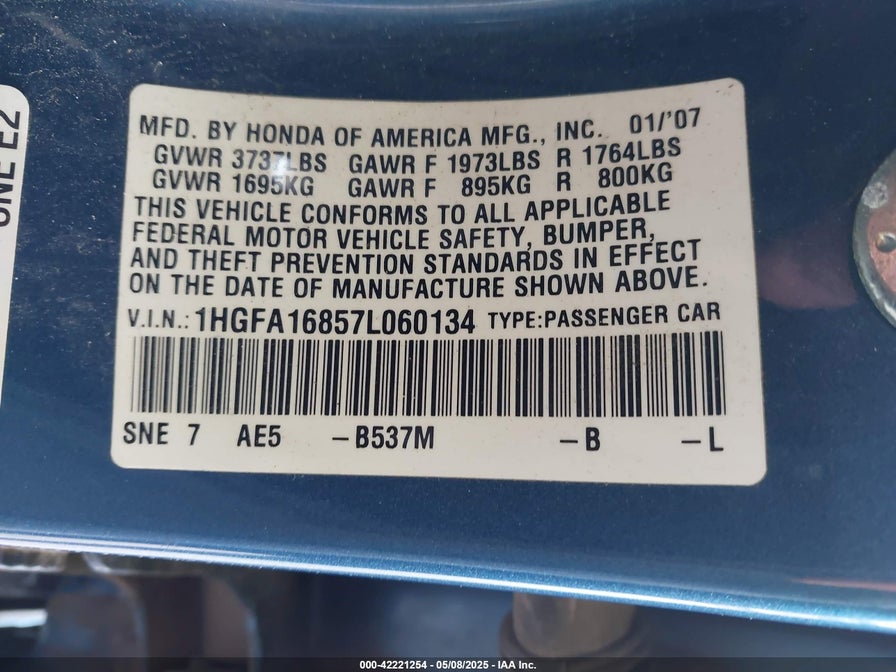 MFD. BY HONDA OF AMERICA MFG., INC. 01/'07
GVWR 3737LBS GAWR F 1973LBS R 1764LBS
GVWR 1695KG GAWR F 895KG R 800KG
THIS VEHICLE CONFORMS TO ALL APPLICABLE
FEDERAL MOTOR VEHICLE SAFETY, BUMPER,
AND THEFT PREVENTION STANDARDS IN EFFECT
ON THE DATE OF MANUFACTURE SHOWN ABOVE.
V.I.N.: 1HGFA16857L060134 TYPE:PASSENGER CAR
SNE 7 AE5 -B537M -B -L
000-42221254 - 05/08/2025 - IAA Inc.